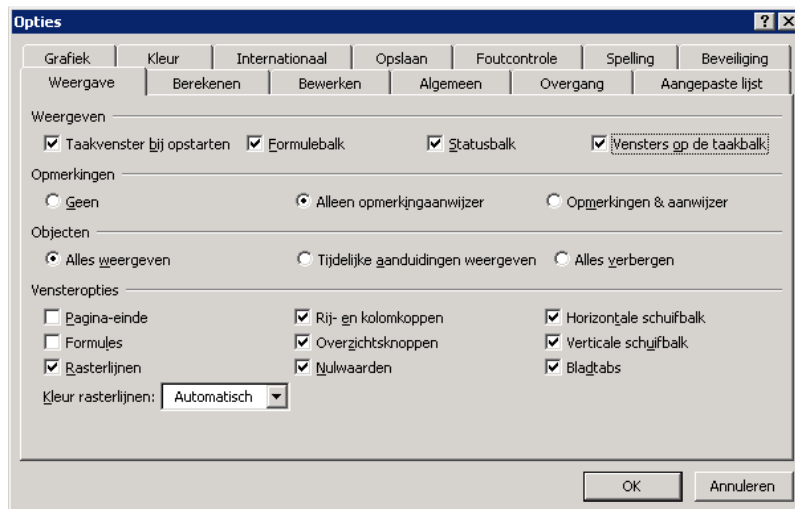 Opties
Grafiek Kleur Internationaal Opslaan Foutcontrole Spelling Beveiliging
Weergave Berekenen Bewerken Algemeen Overgang Aangepaste lijst
Weergeven
Taakvenster bij opstarten Formulebalk Statusbalk Vensters op de taakbalk
Opmerkingen
Geen Alleen opmerkingaanwijzer Opmerkingen & aanwijzer
Objecten
Alles weergeven Tijdelijke aanduidingen weergeven Alles verbergen
Vensteropties
Pagina-einde Rij- en kolomkoppen Horizontale schuifbalk
Formules Overzichtsknoppen Verticale schuifbalk
Rasterlijnen Nulwaarden Bladtabs
Kleur rasterlijnen: Automatisch
OK Annuleren